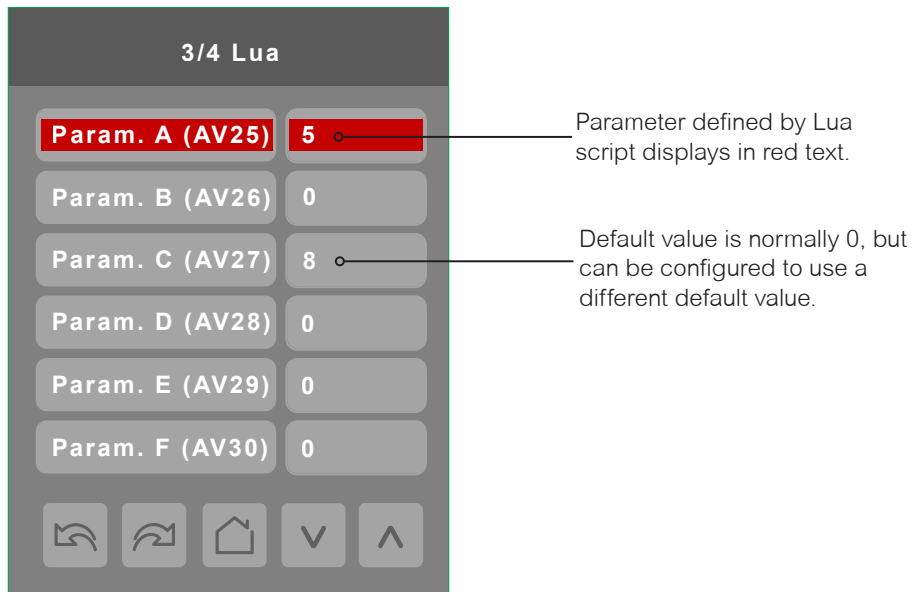 3/4 Lua
Param. A (AV25) 5
Parameter defined by Lua
script displays in red text.
Param. B (AV26) 0
Param. C (AV27) 8
Default value is normally 0, but
can be configured to use a
different default value.
Param. D (AV28) 0
Param. E (AV29) 0
Param. F (AV30) 0